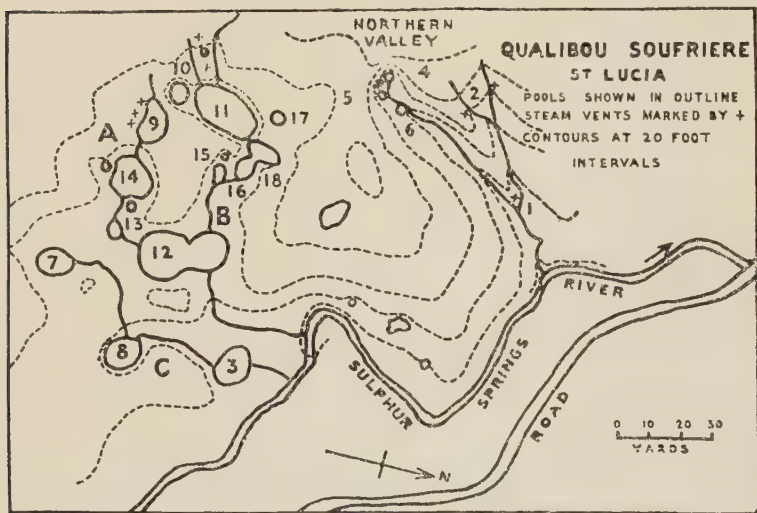 NORTHERN
VALLEY
QUALIBOU SOUFRIERE
ST LUCIA
POOLS SHOWN IN OUTLINE
STEAM VENTS MARKED BY +
CONTOURS AT 20 FOOT
INTERVALS
10
4
2
5
11
17
9
6
A
15
14
16
18
1
13
B
12
7
RIVER
8
C
3
SULPHUR
SPRINGS
ROAD
0 10 20 30
YARDS
N